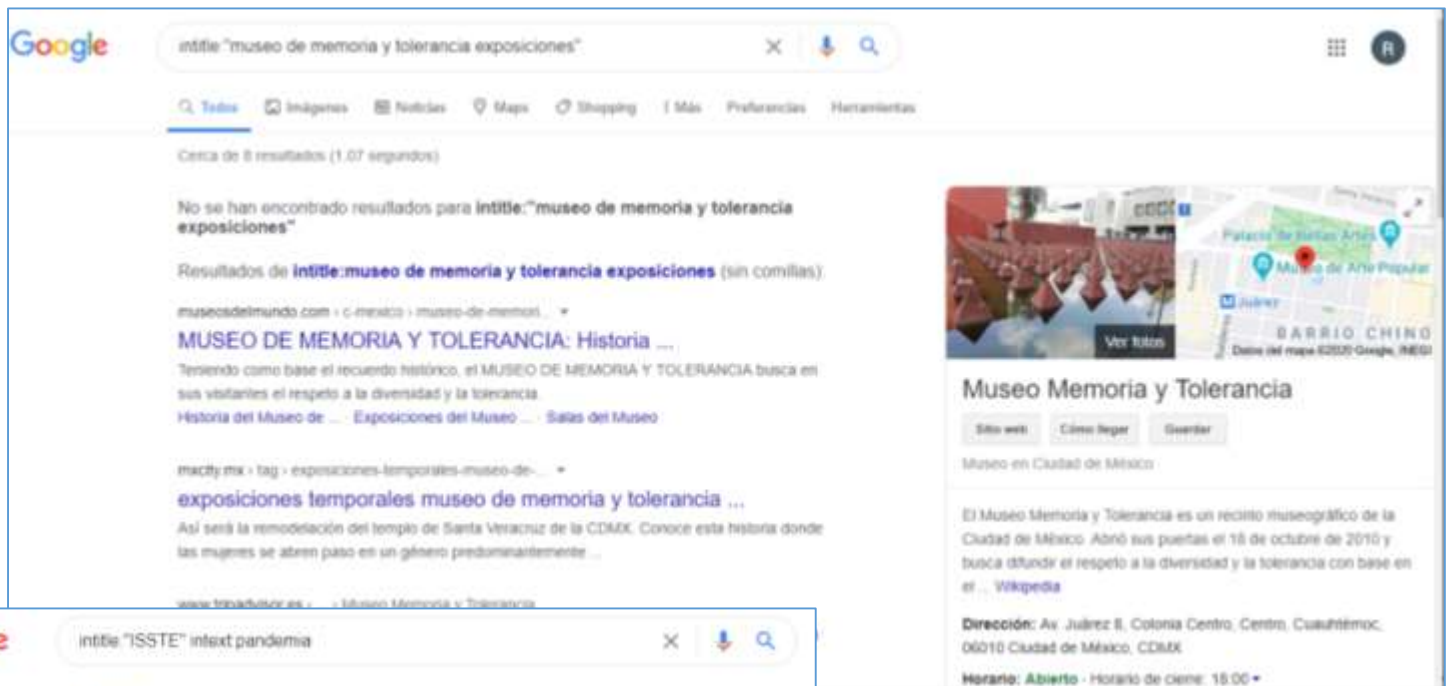 Google
intitle:"museo de memoria y tolerancia exposiciones"
R
Todos Imágenes Noticias Maps Shopping Más Preferencias Herramientas
Cerca de 8 resultados (1.07 segundos)
No se han encontrado resultados para intitle:"museo de memoria y tolerancia
exposiciones"
Resultados de intitle:museo de memoria y tolerancia exposiciones (sin comillas):
museosdelmundo.com › c-mexico › museo-de-memori...
MUSEO DE MEMORIA Y TOLERANCIA: Historia ...
Teniendo como base el recuerdo histórico, el MUSEO DE MEMORIA Y TOLERANCIA busca en
sus visitantes el respeto a la diversidad y la tolerancia.
Historia del Museo de ... · Exposiciones del Museo ... · Salas del Museo
mxcity.mx › tag › exposiciones-temporales-museo-de-...
exposiciones temporales museo de memoria y tolerancia ...
Así será la remodelación del templo de Santa Veracruz de la CDMX. Conoce esta historia donde
las mujeres se abren paso en un género predominantemente ...
www.tripadvisor.es › ... › Museo Memoria y Tolerancia
Ver fotos
Palacio de Bellas Artes
Museo de Arte Popular
Juárez
BARRIO CHINO
Datos del mapa ©2020 Google, INEGI
Museo Memoria y Tolerancia
Sitio web Cómo llegar Guardar
Museo en Ciudad de México
El Museo Memoria y Tolerancia es un recinto museográfico de la
Ciudad de México. Abrió sus puertas el 18 de octubre de 2010 y
busca difundir el respeto a la diversidad y la tolerancia con base en
el ... Wikipedia
Dirección: Av. Juárez 8, Colonia Centro, Centro, Cuauhtémoc,
06010 Ciudad de México, CDMX
Horario: Abierto · Horario de cierre: 18:00
e
intitle:"ISSTE" intext:pandemia